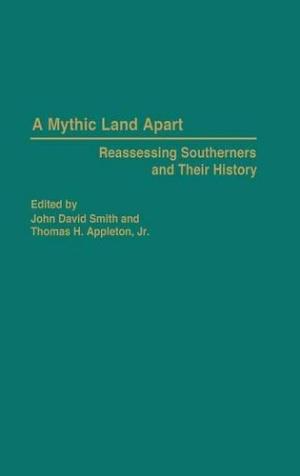 A Mythic Land Apart
Reassessing Southerners
and Their History
Edited by
John David Smith and
Thomas H. Appleton, Jr.